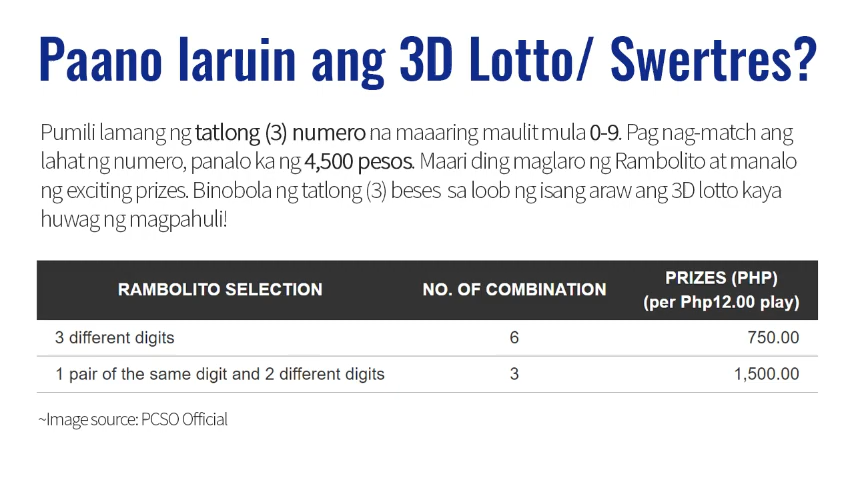 Paano laruin ang 3D Lotto/ Swertres?
Pumili lamang ng tatlong (3) numero na maaaring maulit mula 0-9. Pag nag-match ang
lahat ng numero, panalo ka ng 4,500 pesos. Maari ding maglaro ng Rambolito at manalo
ng exciting prizes. Binobola ng tatlong (3) beses sa loob ng isang araw ang 3D lotto kaya
huwag ng magpahuli!
RAMBOLITO SELECTION NO. OF COMBINATION PRIZES (PHP)
(per Php12.00 play)
3 different digits 6 750.00
1 pair of the same digit and 2 different digits 3 1,500.00
~Image source: PCSO Official